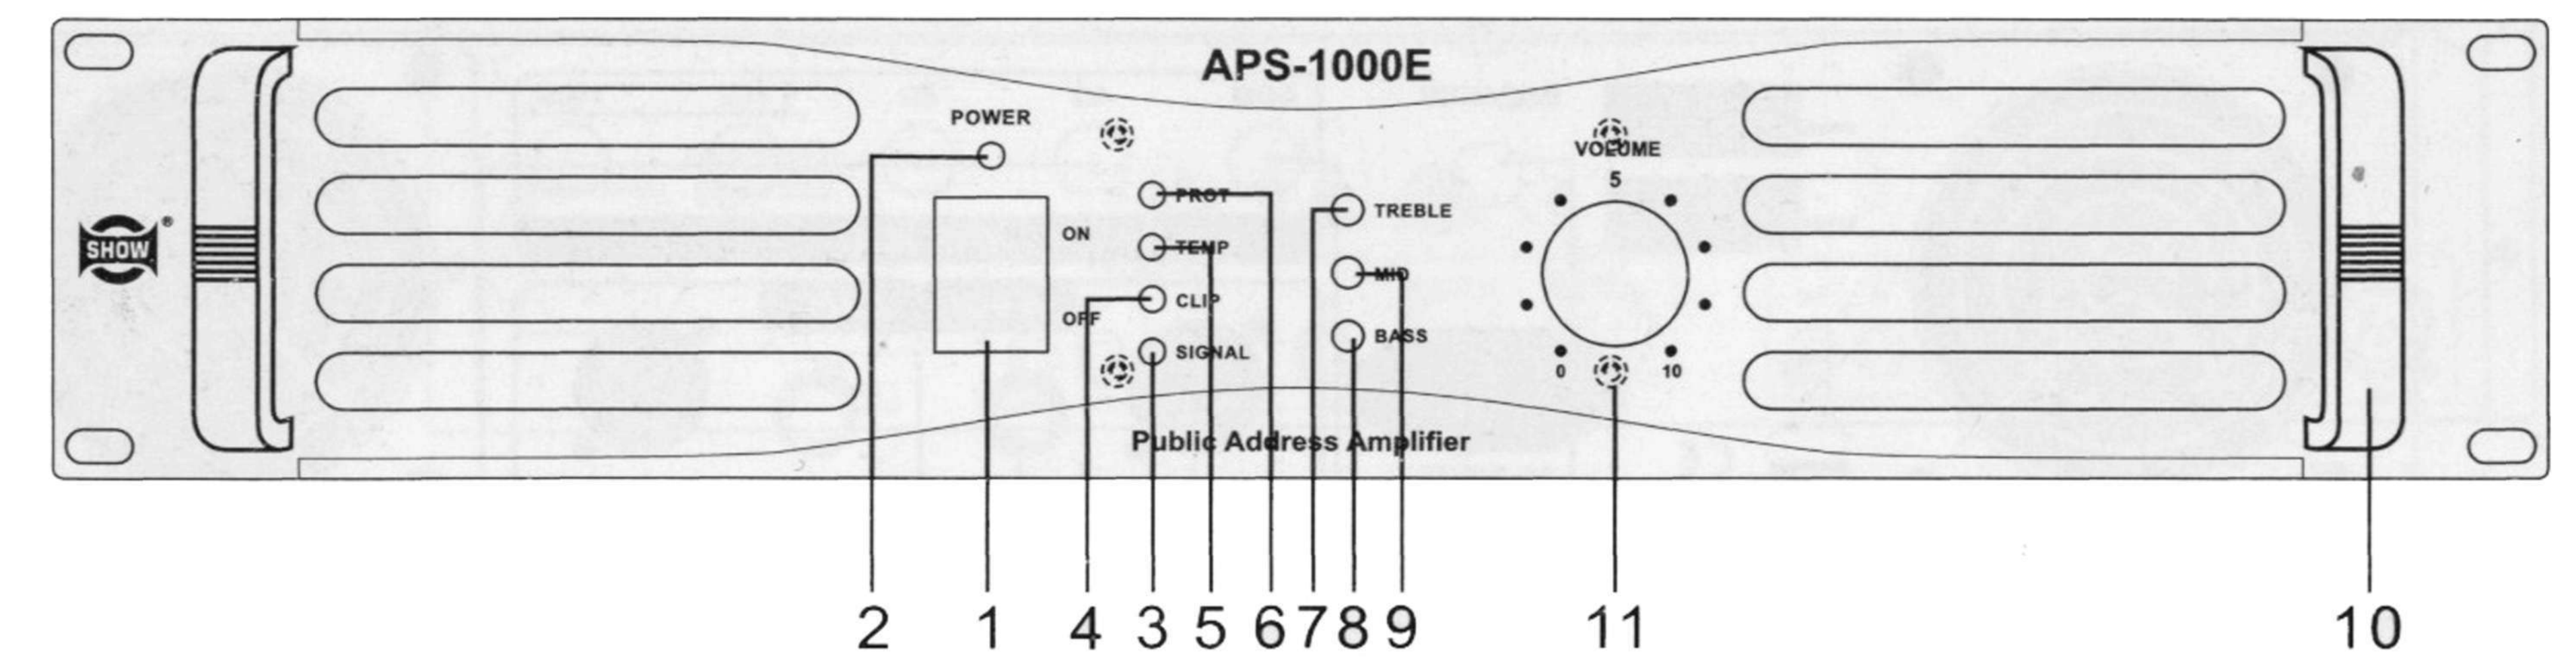 APS-1000E
POWER
VOLUME
5
PROT
TREBLE
ON
TEMP
SHOW®
MID
CLIP
OFF
BASS
SIGNAL
0 10
Public Address Amplifier
2 1 4 3 5 6 7 8 9 11 10